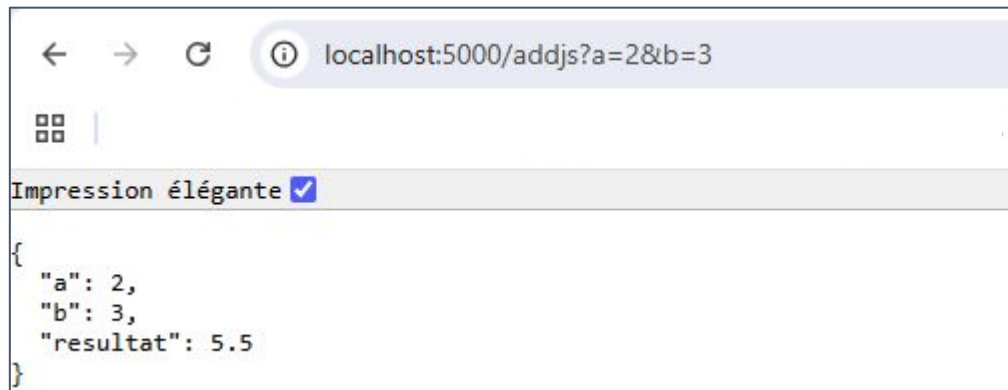 localhost:5000/addjs?a=2&b=3
Impression élégante
{
"a": 2,
"b": 3,
"resultat": 5.5
}